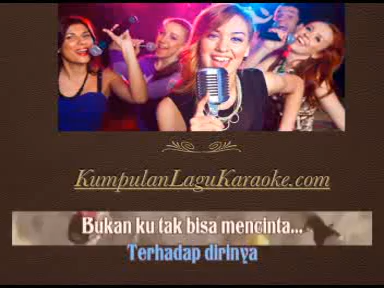 KumpulanLaguKaraoke.com
Bukan ku tak bisa mencinta...
Terhadap dirinya